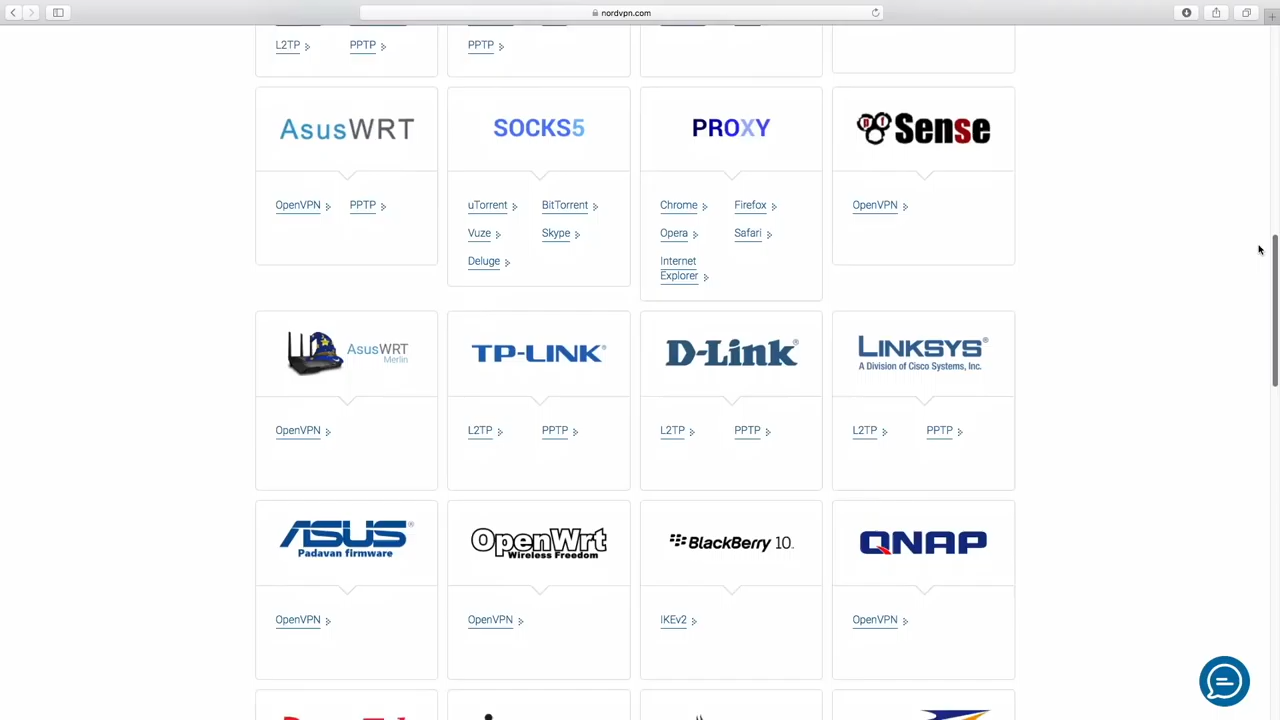 nordvpn.com
L2TP
PPTP
PPTP
AsusWRT
OpenVPN
PPTP
SOCKS5
uTorrent
BitTorrent
Vuze
Skype
Deluge
PROXY
Chrome
Firefox
Opera
Safari
Internet
Explorer
pf Sense
OpenVPN
AsusWRT
Merlin
OpenVPN
TP-LINK®
L2TP
PPTP
D-Link®
L2TP
PPTP
LINKSYS®
A Division of Cisco Systems, Inc.
L2TP
PPTP
ASUS®
Padavan firmware
OpenVPN
OpenWrt
Wireless Freedom
OpenVPN
BlackBerry 10.
IKEv2
QNAP
OpenVPN